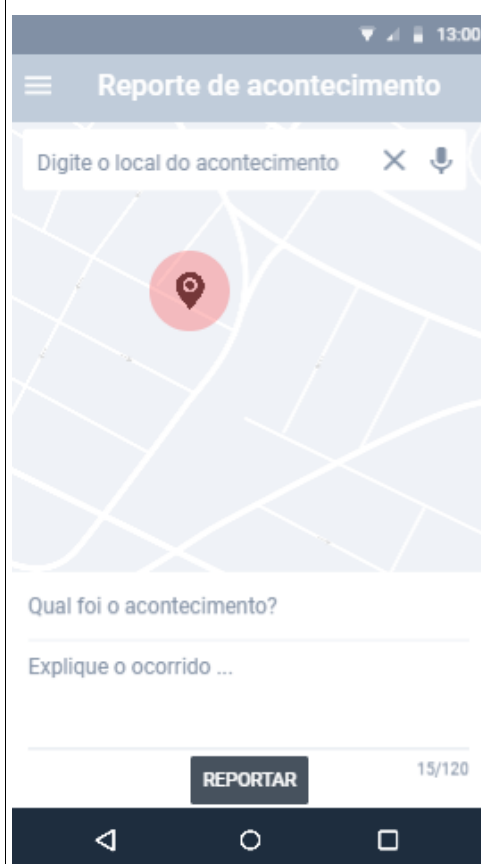 13:00
Reporte de acontecimento
Digite o local do acontecimento
Qual foi o acontecimento?
Explique o ocorrido ...
15/120
REPORTAR